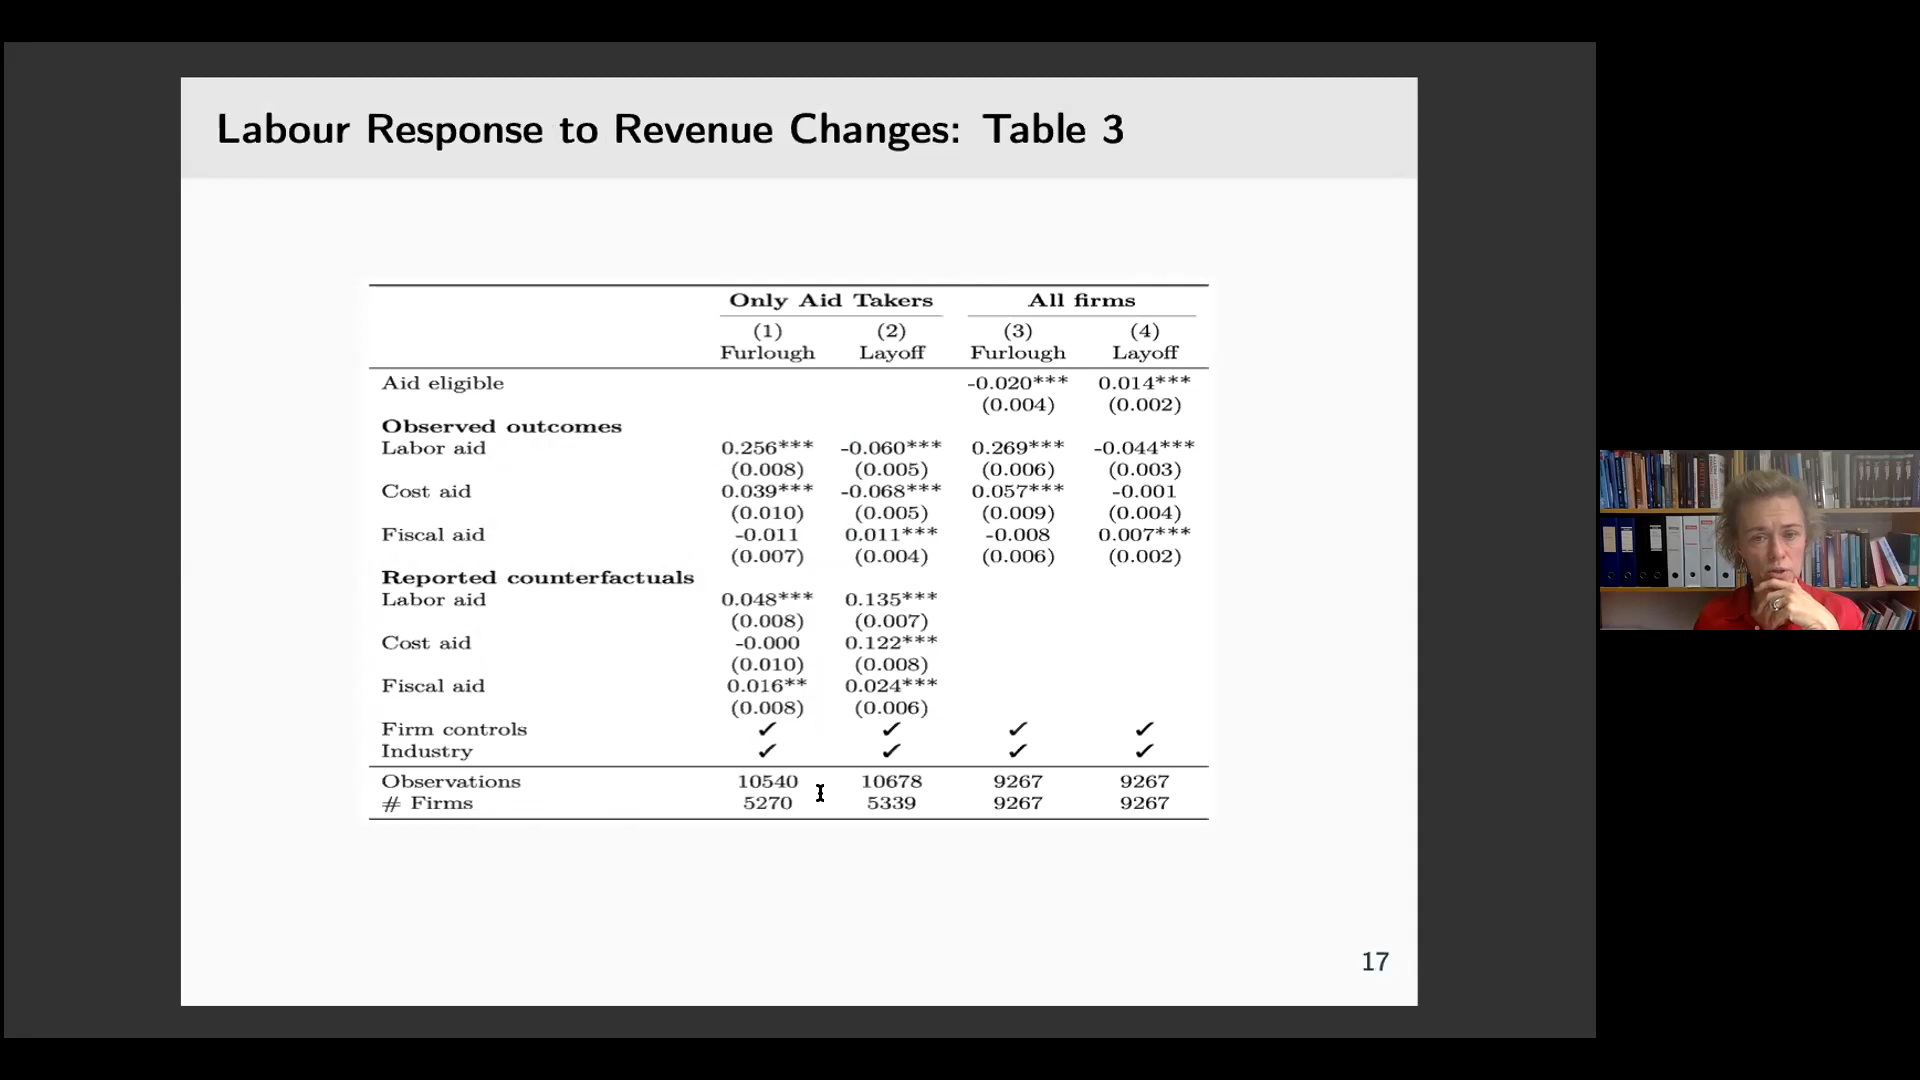 Labour Response to Revenue Changes: Table 3
Only Aid Takers All firms
(1) (2) (3) (4)
Furlough Layoff Furlough Layoff
Aid eligible -0.020*** 0.014***
(0.004) (0.002)
Observed outcomes
Labor aid 0.256*** -0.060*** 0.269*** -0.044***
(0.008) (0.005) (0.006) (0.003)
Cost aid 0.039*** -0.068*** 0.057*** -0.001
(0.010) (0.005) (0.009) (0.004)
Fiscal aid -0.011 0.011*** -0.008 0.007***
(0.007) (0.004) (0.006) (0.002)
Reported counterfactuals
Labor aid 0.048*** 0.135***
(0.008) (0.007)
Cost aid -0.000 0.122***
(0.010) (0.008)
Fiscal aid 0.016** 0.024***
(0.008) (0.006)
Firm controls ✓ ✓ ✓ ✓
Industry ✓ ✓ ✓ ✓
Observations 10540 10678 9267 9267
# Firms 5270 5339 9267 9267
17